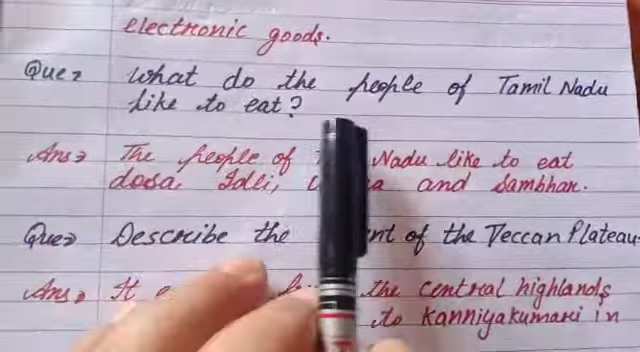 electronic goods.
Que> What do the people of Tamil Nadu
like to eat?
Ans> The people of Nadu like to eat
dosa, Idli, and Sambhar.
Que> Describe the of the Deccan Plateau.
Ans> It the central highlands
to Kanniyakumari in